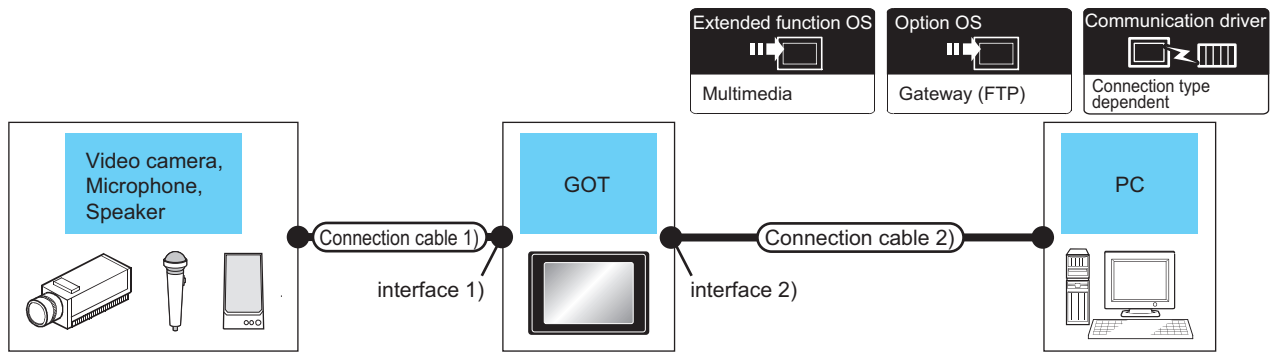 Extended function OS
Multimedia
Option OS
Gateway (FTP)
Communication driver
Connection type
dependent
Video camera,
Microphone,
Speaker
Connection cable 1)
interface 1)
GOT
interface 2)
Connection cable 2)
PC